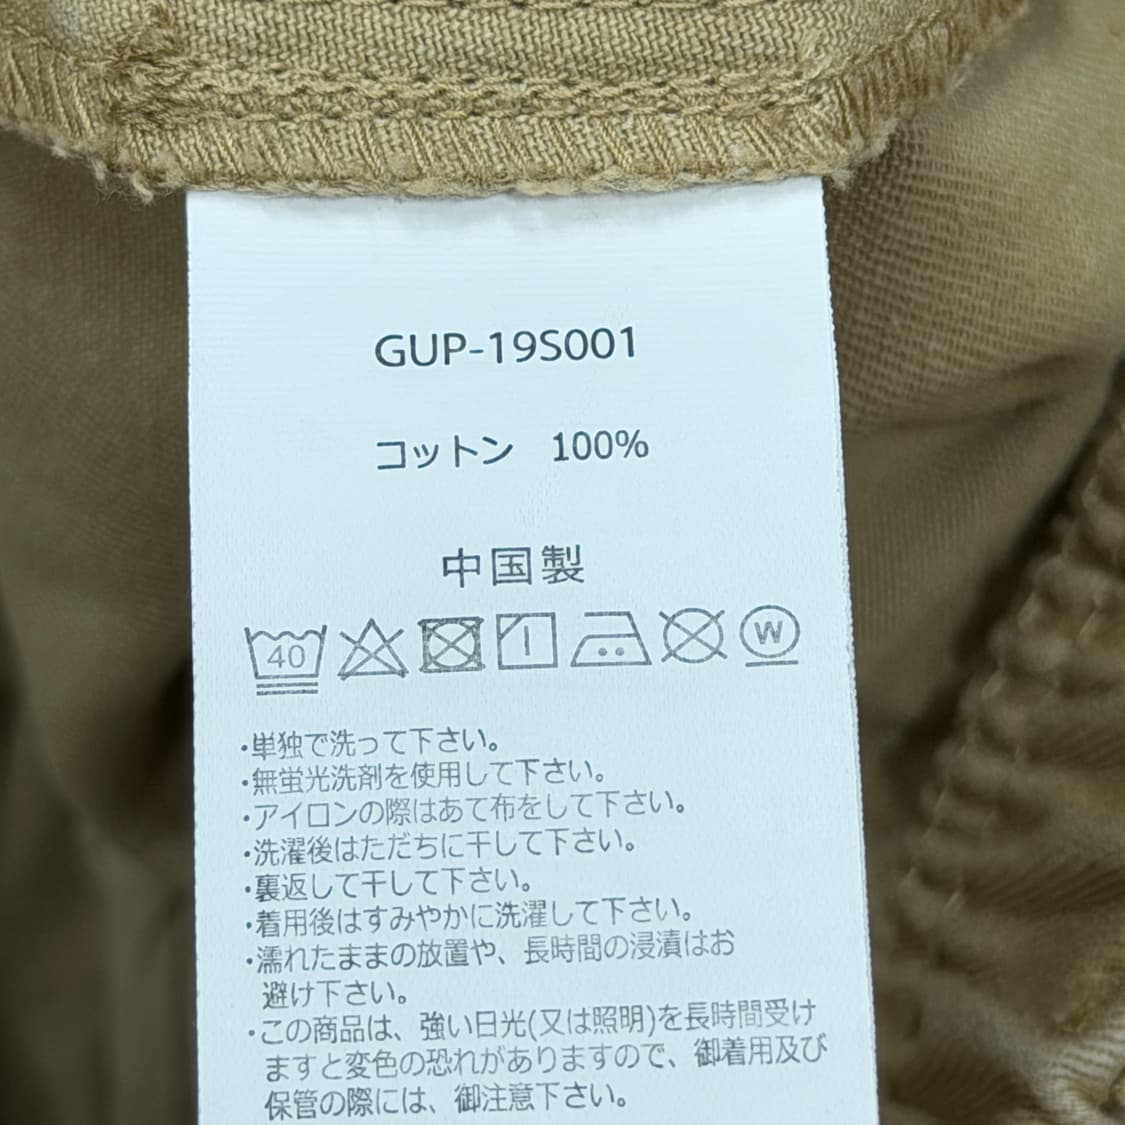 GUP-19S001
コットン 100%
中国製
40 W
・単独で洗って下さい。
・無蛍光洗剤を使用して下さい。
・アイロンの際はあて布をして下さい。
・洗濯後はただちに干して下さい。
・裏返して干して下さい。
・着用後はすみやかに洗濯して下さい。
・濡れたままの放置や、長時間の浸漬はお
避け下さい。
・この商品は、強い日光(又は照明)を長時間受け
ますと変色の恐れがありますので、御着用及び
保管の際には、御注意下さい。